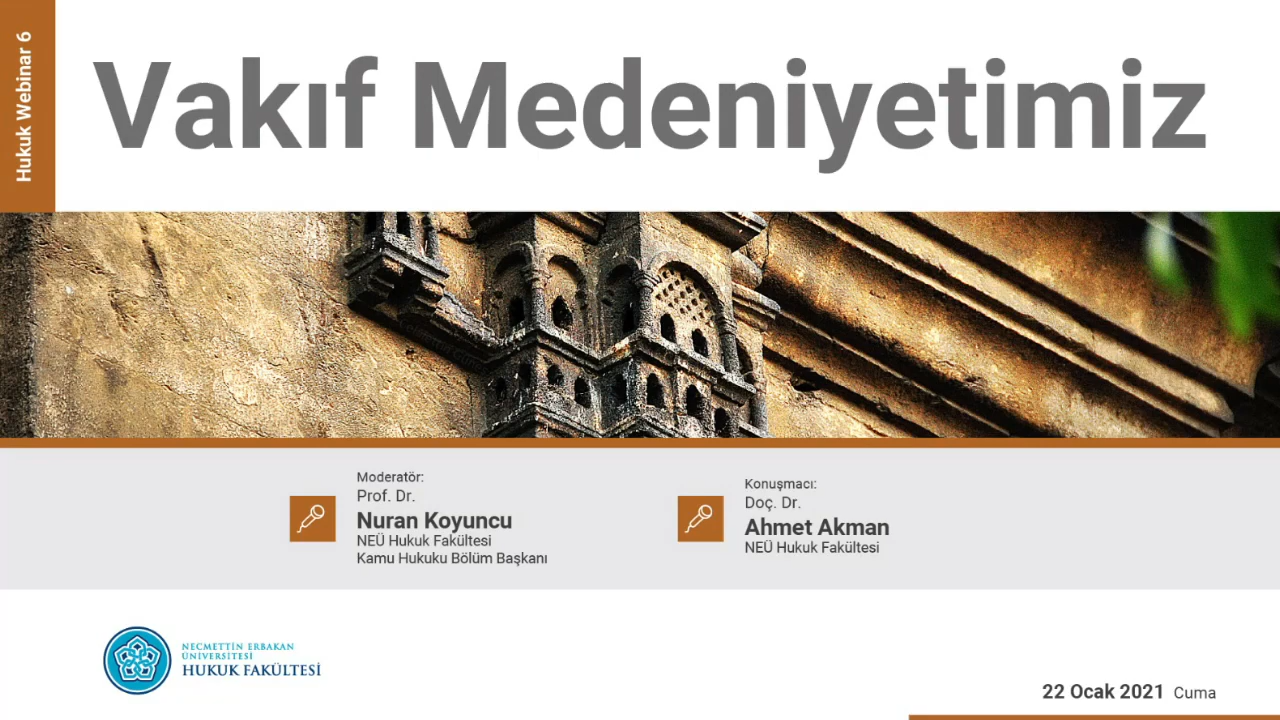 Hukuk Webinar 6
Vakıf Medeniyetimiz
Moderatör:
Prof. Dr.
Nuran Koyuncu
NEÜ Hukuk Fakültesi
Kamu Hukuku Bölüm Başkanı
Konuşmacı:
Doç. Dr.
Ahmet Akman
NEÜ Hukuk Fakültesi
NECMETTİN ERBAKAN
ÜNİVERSİTESİ
HUKUK FAKÜLTESİ
22 Ocak 2021 Cuma